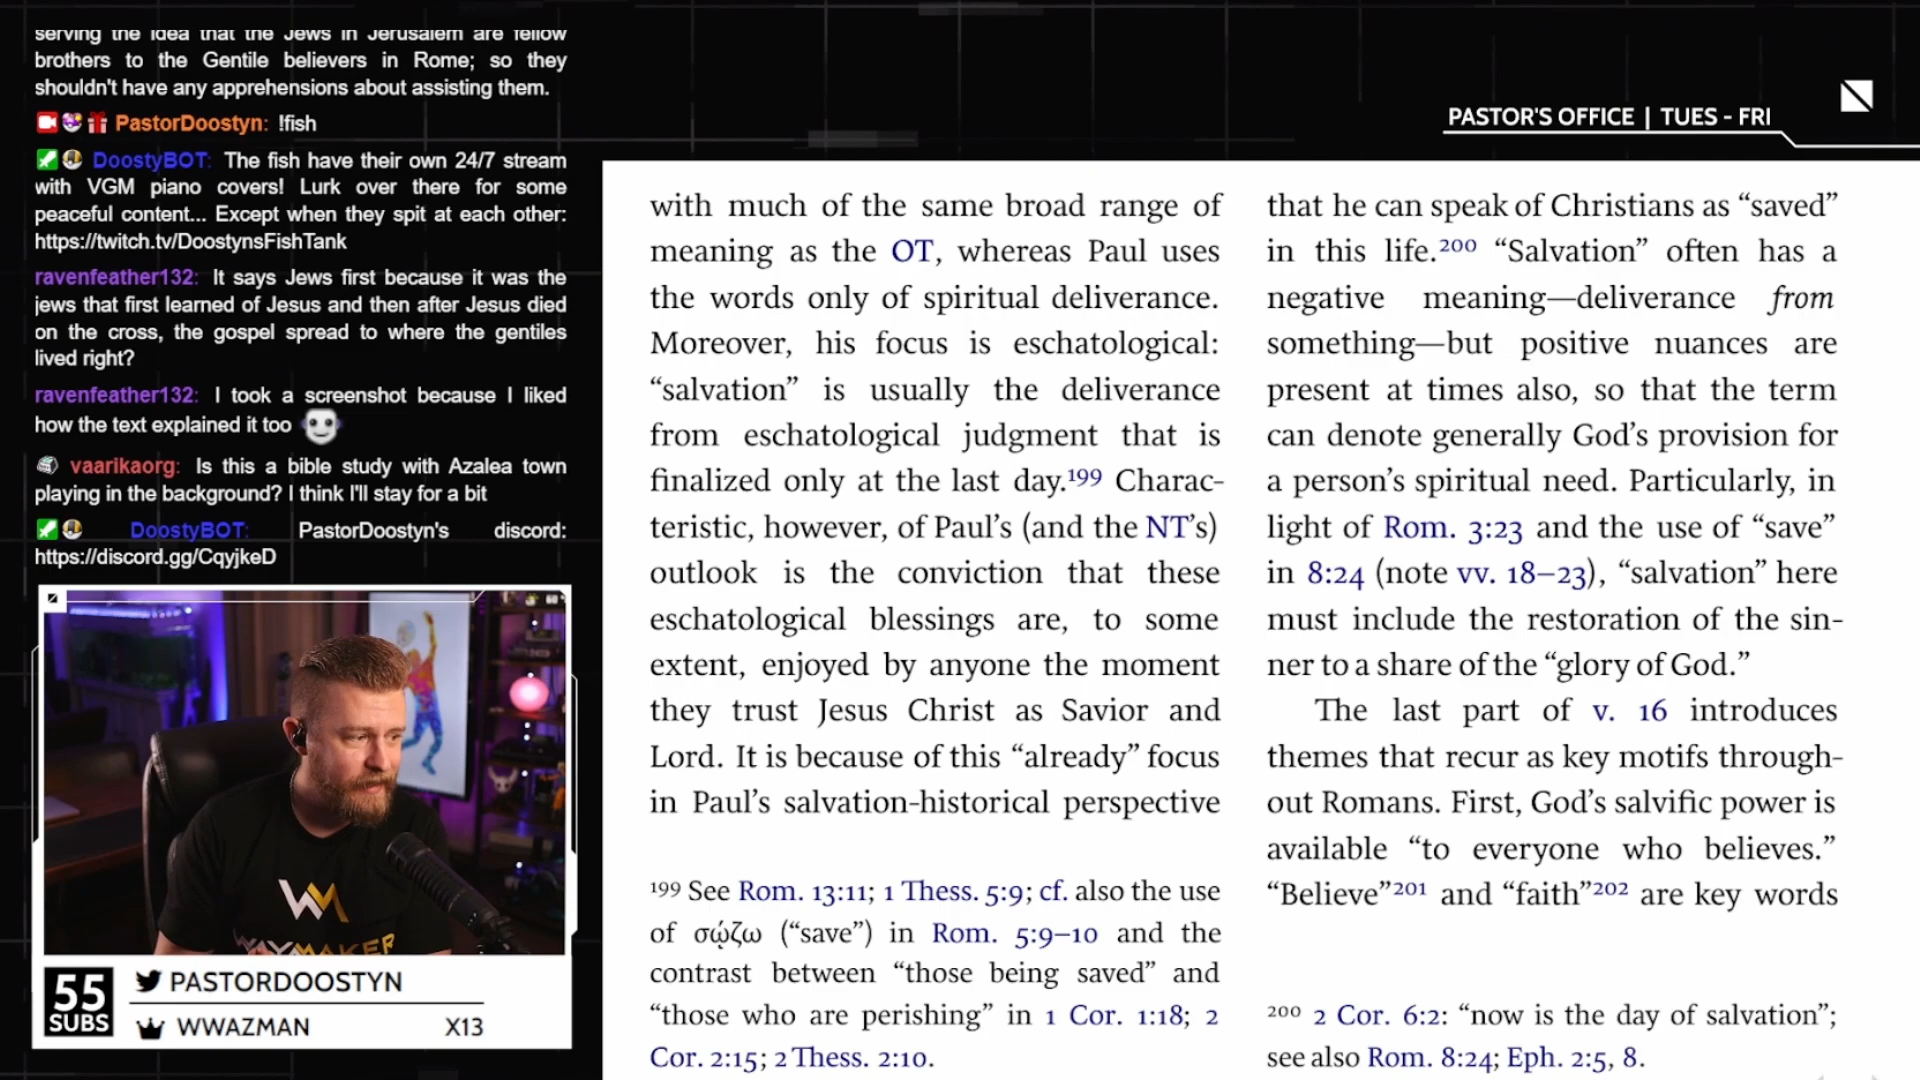 serving the idea that the Jews in Jerusalem are fellow
brothers to the Gentile believers in Rome; so they
shouldn't have any apprehensions about assisting them.
PastorDoostyn: !fish
DoostyBOT: The fish have their own 24/7 stream
with VGM piano covers! Lurk over there for some
peaceful content... Except when they spit at each other:
https://twitch.tv/DoostynsFishTank
ravenfeather132: It says Jews first because it was the
jews that first learned of Jesus and then after Jesus died
on the cross, the gospel spread to where the gentiles
lived right?
ravenfeather132: I took a screenshot because I liked
how the text explained it too
vaarikaorg: Is this a bible study with Azalea town
playing in the background? I think I'll stay for a bit
DoostyBOT: PastorDoostyn's discord:
https://discord.gg/CqyjkeD
WM
WAYMAKER
55
SUBS
PASTORDOOSTYN
WWAZMAN X13
PASTOR'S OFFICE | TUES - FRI
with much of the same broad range of
meaning as the OT, whereas Paul uses
the words only of spiritual deliverance.
Moreover, his focus is eschatological:
“salvation” is usually the deliverance
from eschatological judgment that is
finalized only at the last day.199 Charac-
teristic, however, of Paul’s (and the NT’s)
outlook is the conviction that these
eschatological blessings are, to some
extent, enjoyed by anyone the moment
they trust Jesus Christ as Savior and
Lord. It is because of this “already” focus
in Paul’s salvation-historical perspective
199 See Rom. 13:11; 1 Thess. 5:9; cf. also the use
of σῴζω (“save”) in Rom. 5:9–10 and the
contrast between “those being saved” and
“those who are perishing” in 1 Cor. 1:18; 2
Cor. 2:15; 2 Thess. 2:10.
that he can speak of Christians as “saved”
in this life.200 “Salvation” often has a
negative meaning—deliverance from
something—but positive nuances are
present at times also, so that the term
can denote generally God’s provision for
a person’s spiritual need. Particularly, in
light of Rom. 3:23 and the use of “save”
in 8:24 (note vv. 18–23), “salvation” here
must include the restoration of the sin-
ner to a share of the “glory of God.”
The last part of v. 16 introduces
themes that recur as key motifs through-
out Romans. First, God’s salvific power is
available “to everyone who believes.”
“Believe”201 and “faith”202 are key words
200 2 Cor. 6:2: “now is the day of salvation”;
see also Rom. 8:24; Eph. 2:5, 8.